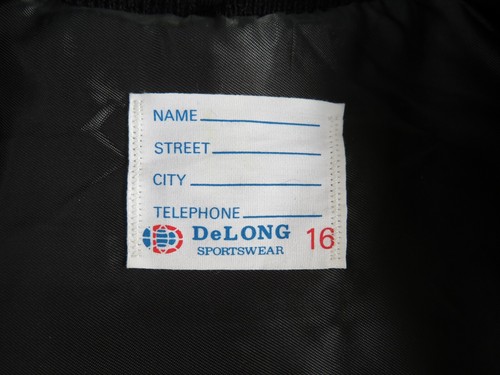 NAME
STREET
CITY
TELEPHONE
DeLONG 16
SPORTSWEAR